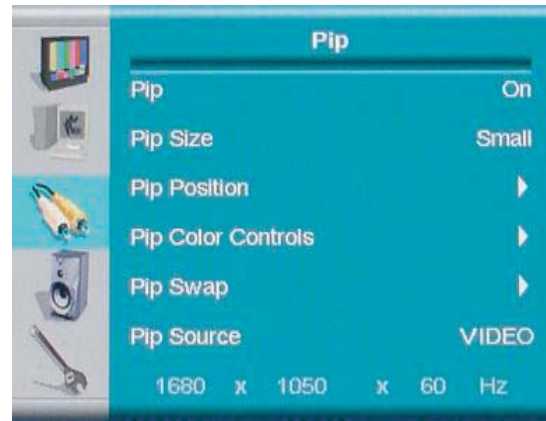 Pip
Pip On
Pip Size Small
Pip Position
Pip Color Controls
Pip Swap
Pip Source VIDEO
1680 x 1050 x 60 Hz